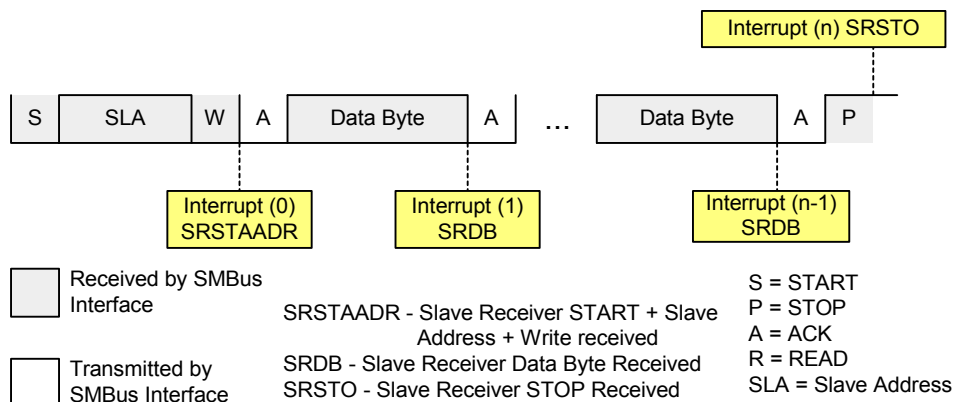 Interrupt (n) SRSTO
S SLA W A Data Byte A ... Data Byte A P
Interrupt (0)
SRSTAADR
Interrupt (1)
SRDB
Interrupt (n-1)
SRDB
Received by SMBus
Interface
Transmitted by
SMBus Interface
SRSTAADR - Slave Receiver START + Slave
Address + Write received
SRDB - Slave Receiver Data Byte Received
SRSTO - Slave Receiver STOP Received
S = START
P = STOP
A = ACK
R = READ
SLA = Slave Address